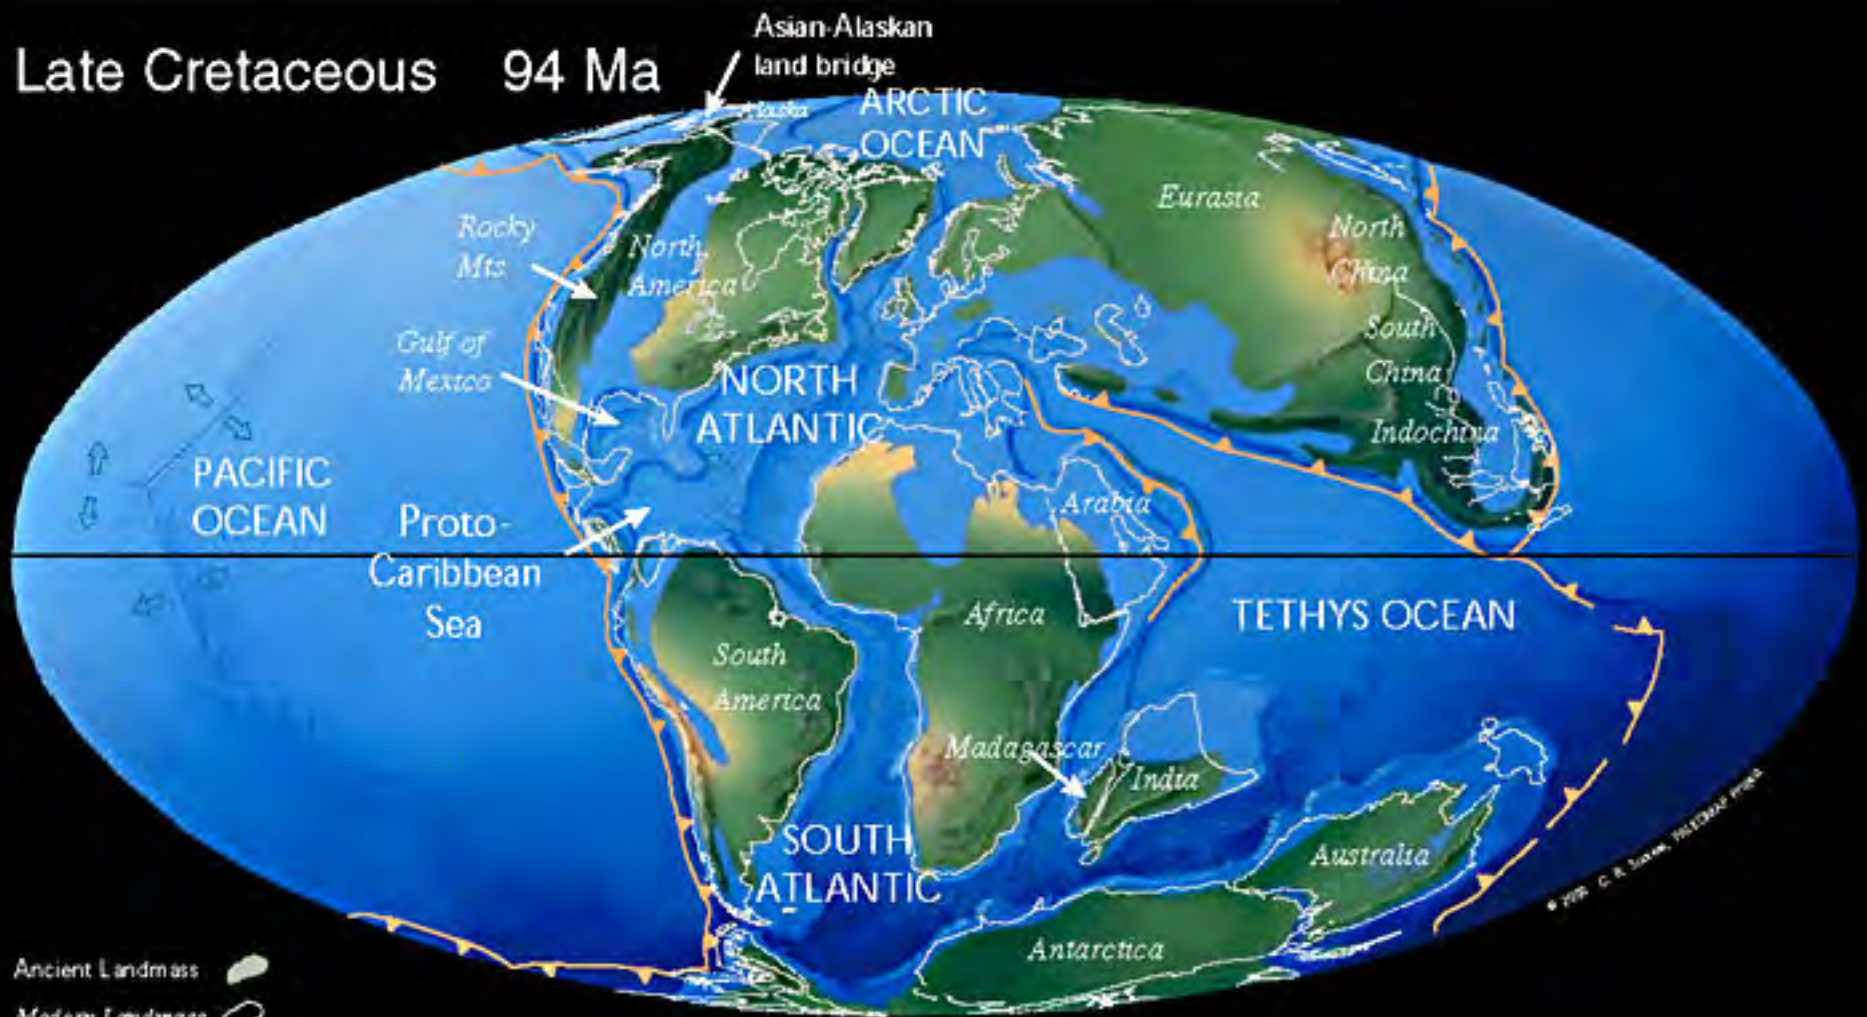 Late Cretaceous 94 Ma
Asian-Alaskan
land bridge
Alaska
ARCTIC
OCEAN
Eurasia
Rocky
Mts
North
America
North
China
South
China
Indochina
Gulf of
Mexico
NORTH
ATLANTIC
PACIFIC
OCEAN
Proto-
Caribbean
Sea
Arabia
Africa
TETHYS OCEAN
South
America
Madagascar
India
SOUTH
ATLANTIC
Australia
Antarctica
Ancient Landmass
Modern Landmass